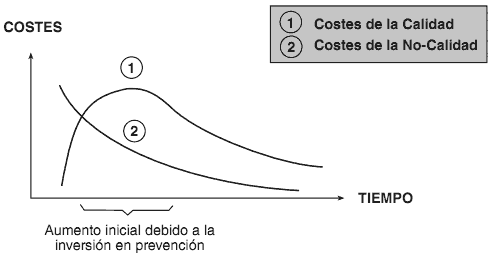 COSTES
1 Costes de la Calidad
2 Costes de la No-Calidad
1
2
TIEMPO
Aumento inicial debido a la
inversión en prevención